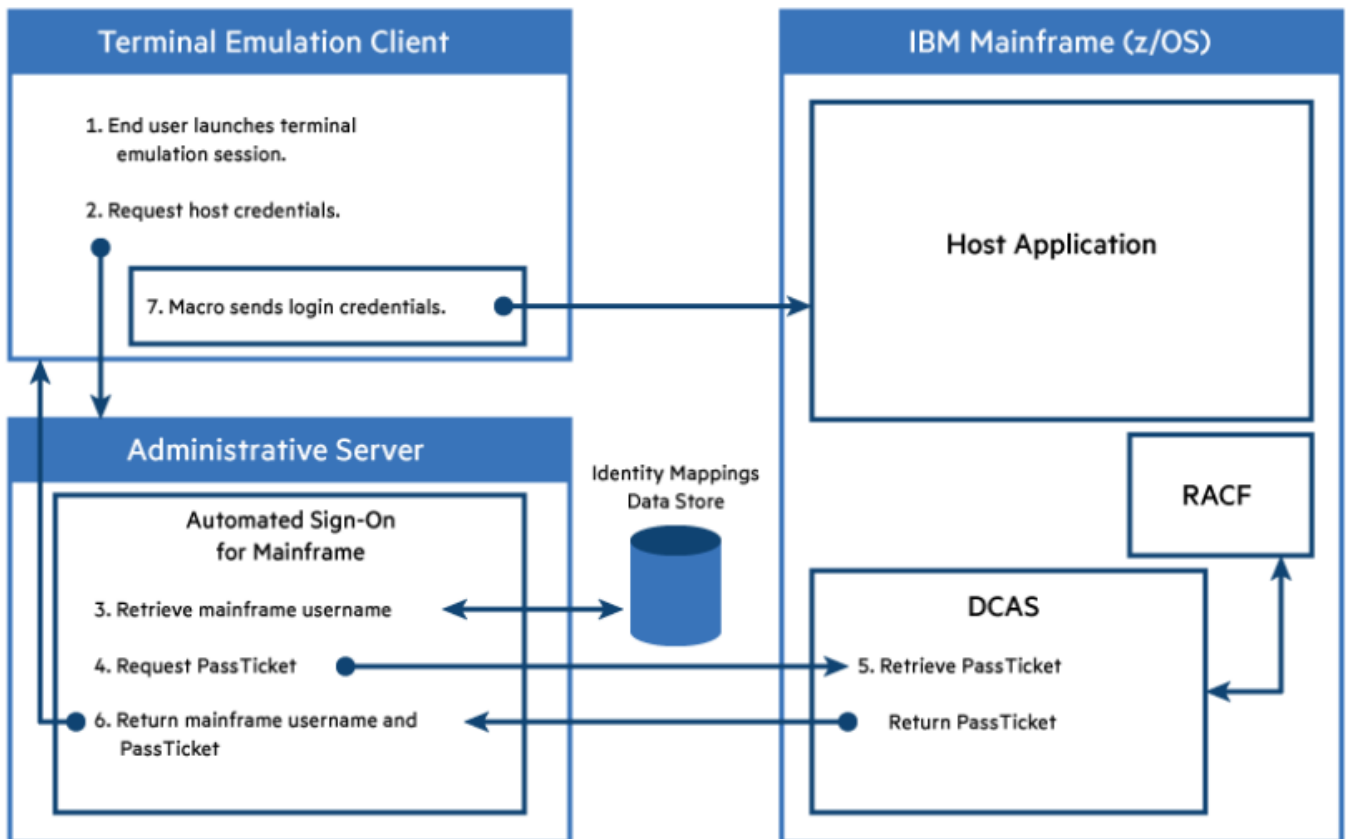 Terminal Emulation Client
1. End user launches terminal
emulation session.
2. Request host credentials.
7. Macro sends login credentials.
Administrative Server
Automated Sign-On
for Mainframe
3. Retrieve mainframe username
4. Request PassTicket
6. Return mainframe username and
PassTicket
Identity Mappings
Data Store
IBM Mainframe (z/OS)
Host Application
RACF
DCAS
5. Retrieve PassTicket
Return PassTicket